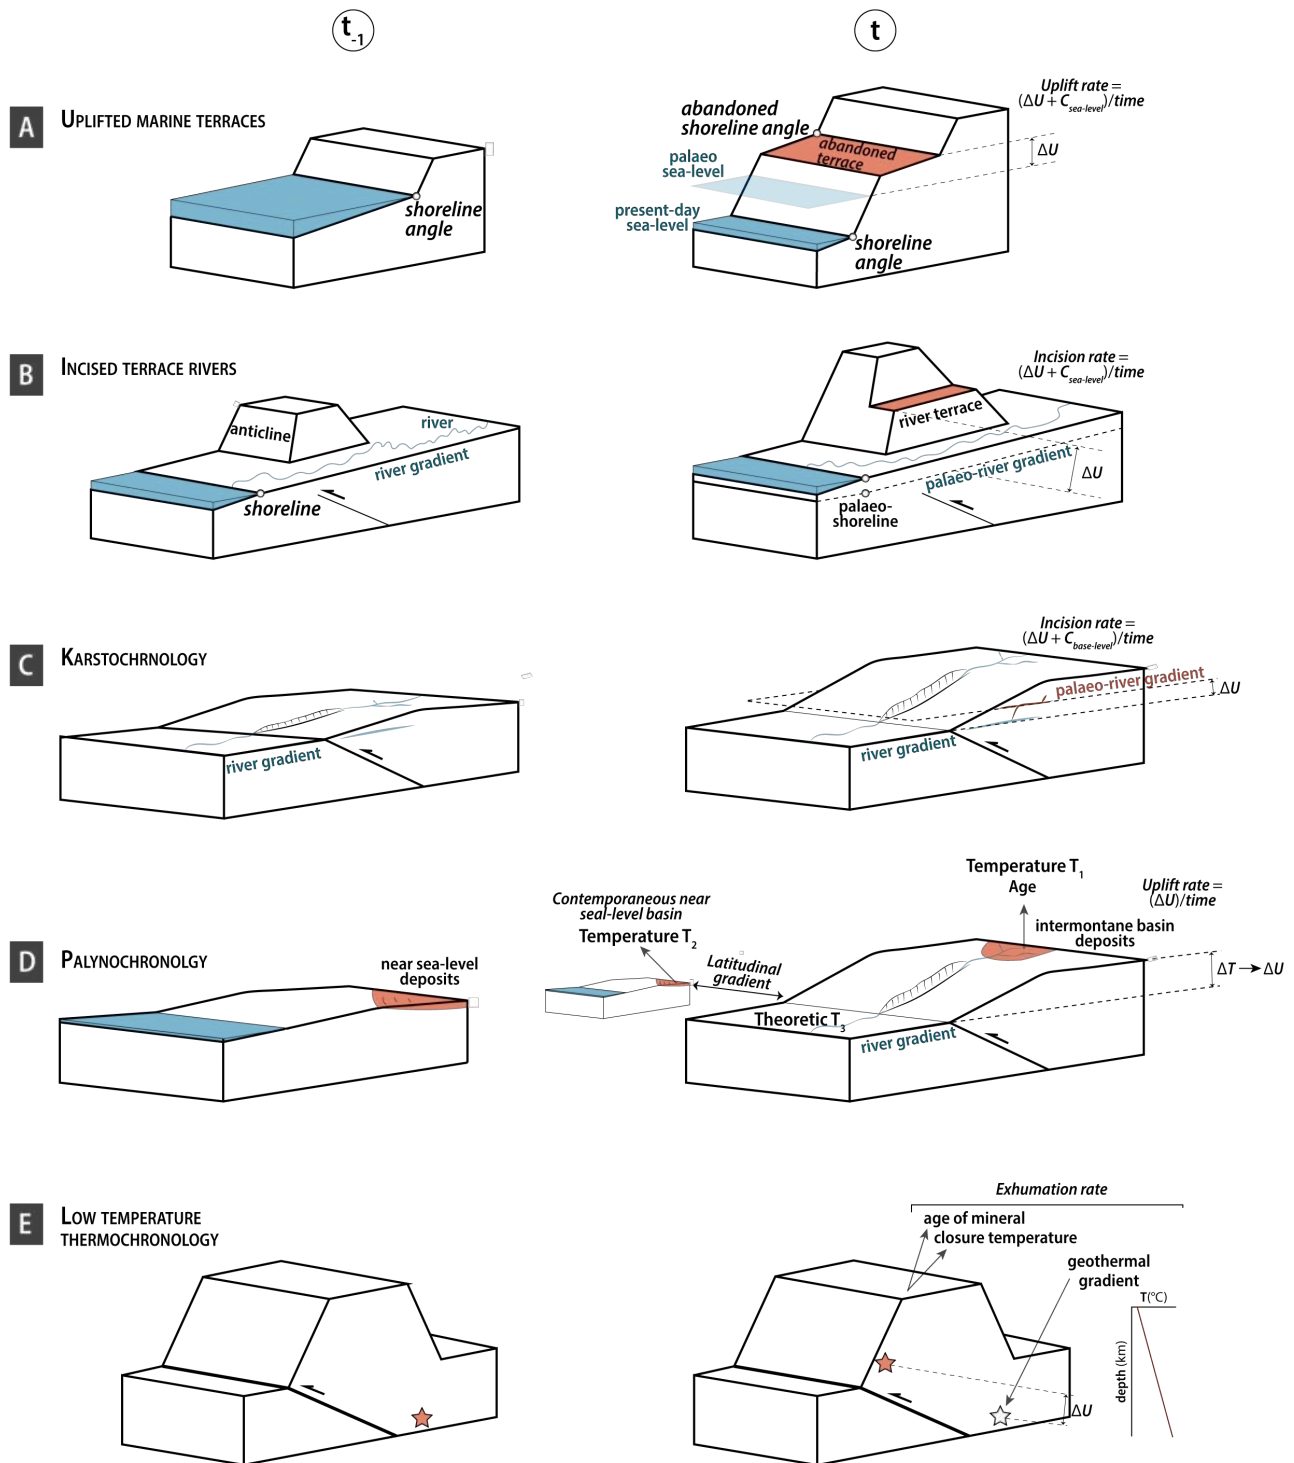 t-1
t
A
UPLIFTED MARINE TERRACES
shoreline
angle
abandoned
shoreline angle
abandoned
terrace
palaeo
sea-level
present-day
sea-level
shoreline
angle
Uplift rate =
(ΔU + Csea-level)/time
ΔU
B
INCISED TERRACE RIVERS
anticline
river
river gradient
shoreline
river terrace
palaeo-river gradient
palaeo-
shoreline
Incision rate =
(ΔU + Csea-level)/time
ΔU
C
KARSTOCHRNOLOGY
river gradient
Incision rate =
(ΔU + Cbase-level)/time
palaeo-river gradient
ΔU
river gradient
D
PALYNOCHRONOLGY
near sea-level
deposits
Contemporaneous near
seal-level basin
Temperature T2
Latitudinal
gradient
Temperature T1
Age
intermontane basin
deposits
Uplift rate =
(ΔU)/time
ΔT → ΔU
Theoretic T3
river gradient
E
LOW TEMPERATURE
THERMOCHRONOLOGY
Exhumation rate
age of mineral
closure temperature
geothermal
gradient
T(°C)
depth (km)
ΔU